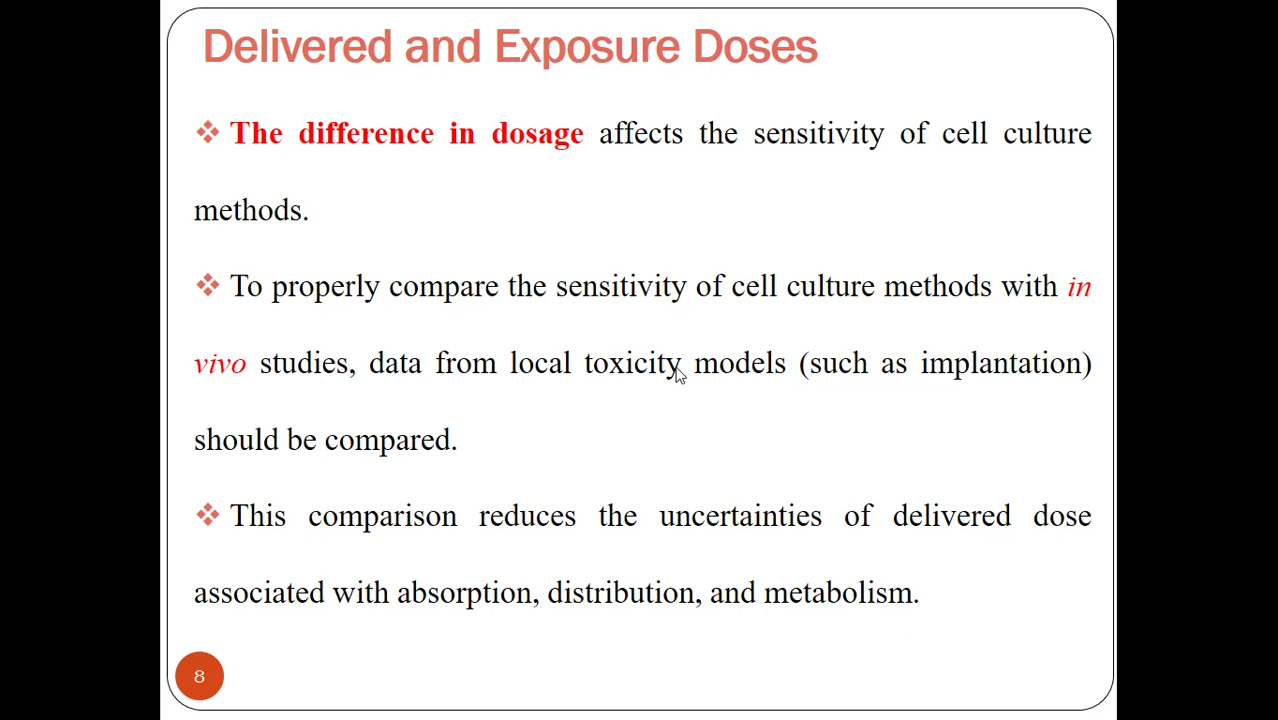 Delivered and Exposure Doses
❖ The difference in dosage affects the sensitivity of cell culture
methods.
❖ To properly compare the sensitivity of cell culture methods with in
vivo studies, data from local toxicity models (such as implantation)
should be compared.
❖ This comparison reduces the uncertainties of delivered dose
associated with absorption, distribution, and metabolism.
8